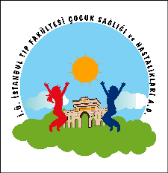 İ.Ü. İSTANBUL TIP FAKÜLTESİ ÇOCUK SAĞLIĞI ve HASTALIKLARI A.D.